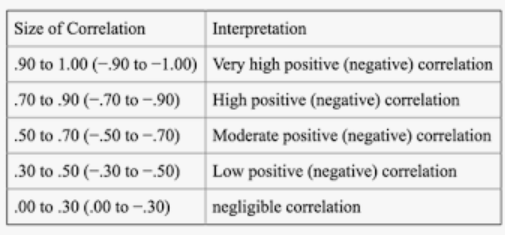 Size of Correlation Interpretation
.90 to 1.00 (−.90 to −1.00) Very high positive (negative) correlation
.70 to .90 (−.70 to −.90) High positive (negative) correlation
.50 to .70 (−.50 to −.70) Moderate positive (negative) correlation
.30 to .50 (−.30 to −.50) Low positive (negative) correlation
.00 to .30 (.00 to −.30) negligible correlation